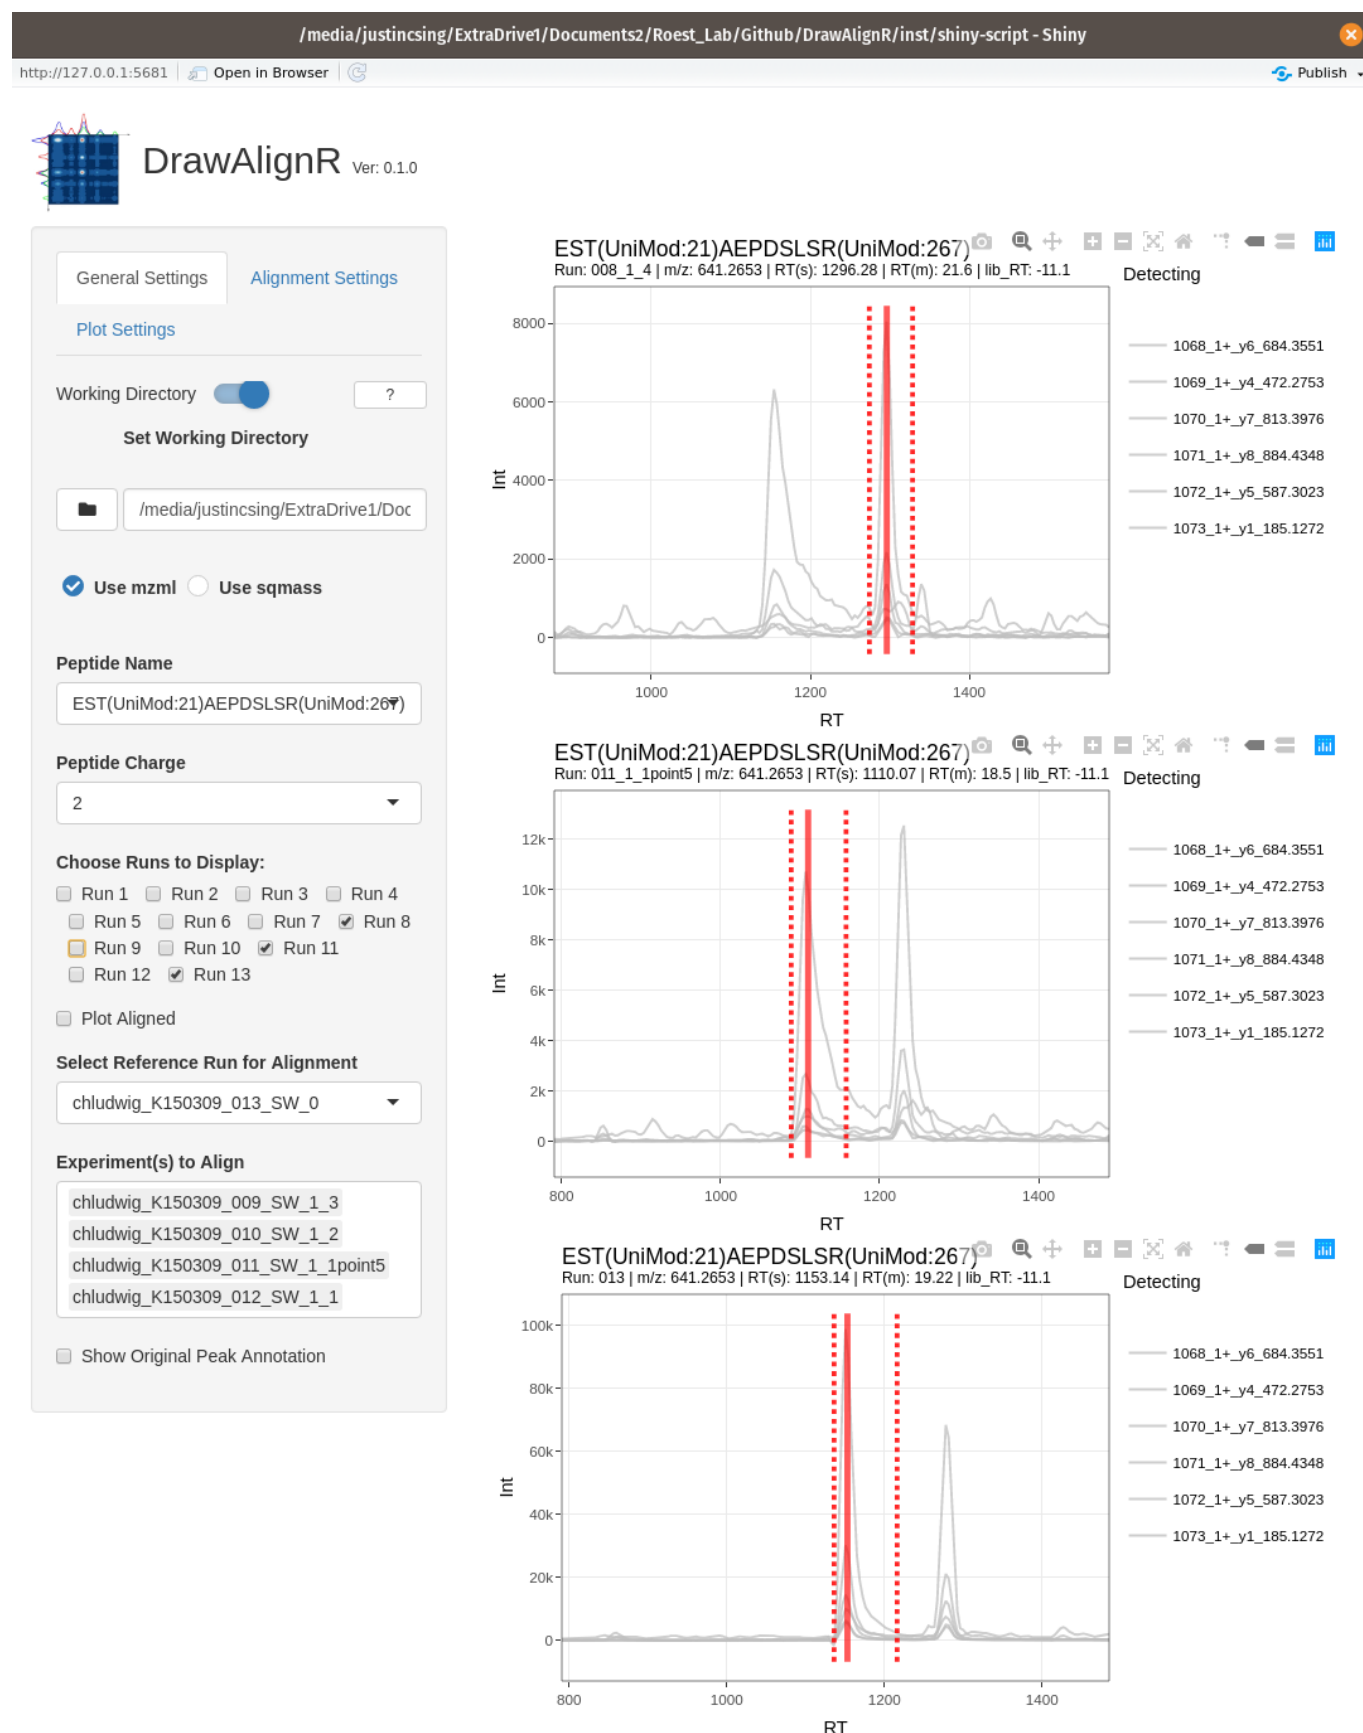 /media/justincsing/ExtraDrive1/Documents2/Roest_Lab/Github/DrawAlignR/inst/shiny-script - Shiny
http://127.0.0.1:5681 Open in Browser Publish
DrawAlignR Ver: 0.1.0
General Settings Alignment Settings
Plot Settings
Working Directory ?
Set Working Directory
/media/justincsing/ExtraDrive1/Doc
Use mzml Use sqmass
Peptide Name
EST(UniMod:21)AEPDSLSR(UniMod:267)
Peptide Charge
2
Choose Runs to Display:
Run 1 Run 2 Run 3 Run 4
Run 5 Run 6 Run 7 Run 8
Run 9 Run 10 Run 11
Run 12 Run 13
Plot Aligned
Select Reference Run for Alignment
chludwig_K150309_013_SW_0
Experiment(s) to Align
chludwig_K150309_009_SW_1_3
chludwig_K150309_010_SW_1_2
chludwig_K150309_011_SW_1_1point5
chludwig_K150309_012_SW_1_1
Show Original Peak Annotation
EST(UniMod:21)AEPDSLSR(UniMod:267)
Run: 008_1_4 | m/z: 641.2653 | RT(s): 1296.28 | RT(m): 21.6 | lib_RT: -11.1
Detecting
8000
6000
4000
2000
0
Int
1000 1200 1400
RT
1068_1+_y6_684.3551
1069_1+_y4_472.2753
1070_1+_y7_813.3976
1071_1+_y8_884.4348
1072_1+_y5_587.3023
1073_1+_y1_185.1272
EST(UniMod:21)AEPDSLSR(UniMod:267)
Run: 011_1_1point5 | m/z: 641.2653 | RT(s): 1110.07 | RT(m): 18.5 | lib_RT: -11.1
Detecting
12k
10k
8k
6k
4k
2k
0
Int
800 1000 1200 1400
RT
1068_1+_y6_684.3551
1069_1+_y4_472.2753
1070_1+_y7_813.3976
1071_1+_y8_884.4348
1072_1+_y5_587.3023
1073_1+_y1_185.1272
EST(UniMod:21)AEPDSLSR(UniMod:267)
Run: 013 | m/z: 641.2653 | RT(s): 1153.14 | RT(m): 19.22 | lib_RT: -11.1
Detecting
100k
80k
60k
40k
20k
0
Int
800 1000 1200 1400
RT
1068_1+_y6_684.3551
1069_1+_y4_472.2753
1070_1+_y7_813.3976
1071_1+_y8_884.4348
1072_1+_y5_587.3023
1073_1+_y1_185.1272